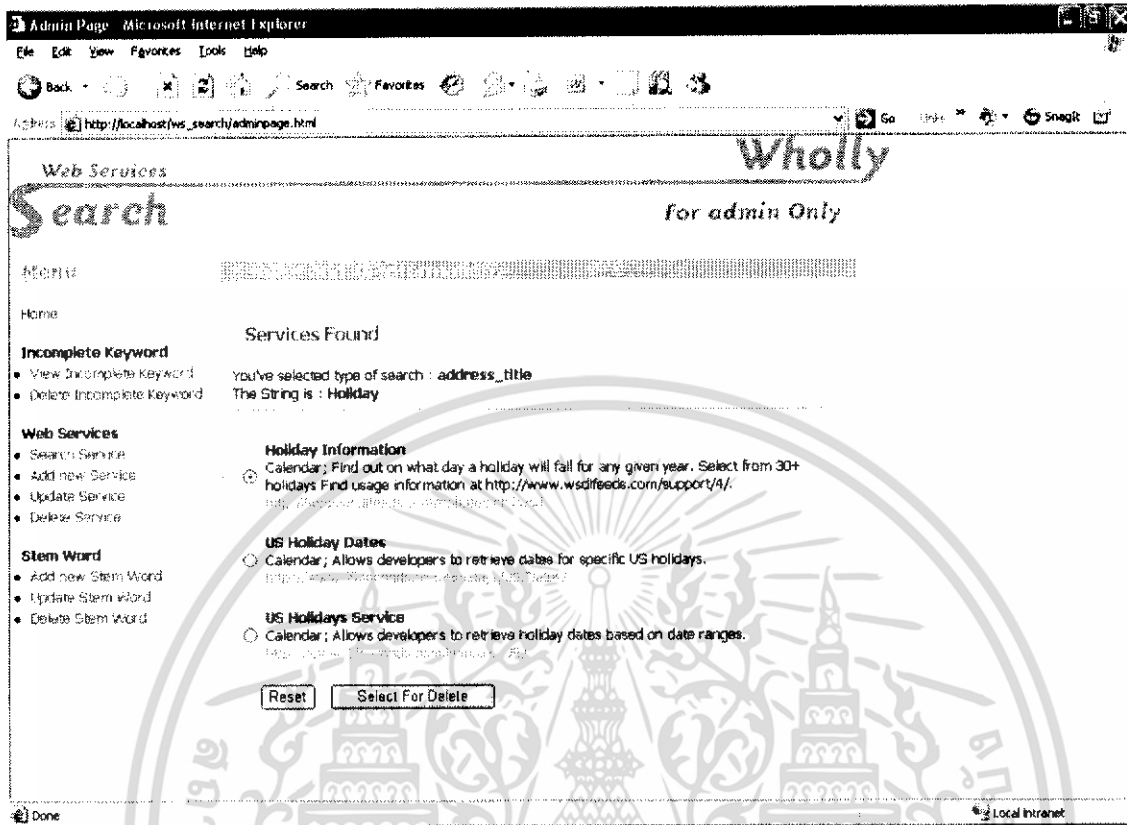 Admin Page Microsoft Internet Explorer
File Edit View Favorites Tools Help
Back Search Favorites
Address http://localhost/ws_search/adminpage.html Go Links » SnagIt
Web Services Wholly
Search For admin Only
Menu
Home
Services Found
Incomplete Keyword
• View Incomplete Keyword
• Delete Incomplete Keyword
You've selected type of search : address_title
The String is : Holiday
Web Services
• Search Service
• Add new Service
• Update Service
• Delete Service
Stem Word
• Add new Stem Word
• Update Stem Word
• Delete Stem Word
Holiday Information
Calendar; Find out on what day a holiday will fall for any given year. Select from 30+
holidays Find usage information at http://www.wsdlfeeds.com/support/4/.
US Holiday Dates
Calendar; Allows developers to retrieve dates for specific US holidays.
US Holidays Service
Calendar; Allows developers to retrieve holiday dates based on date ranges.
Reset Select For Delete
Done Local intranet